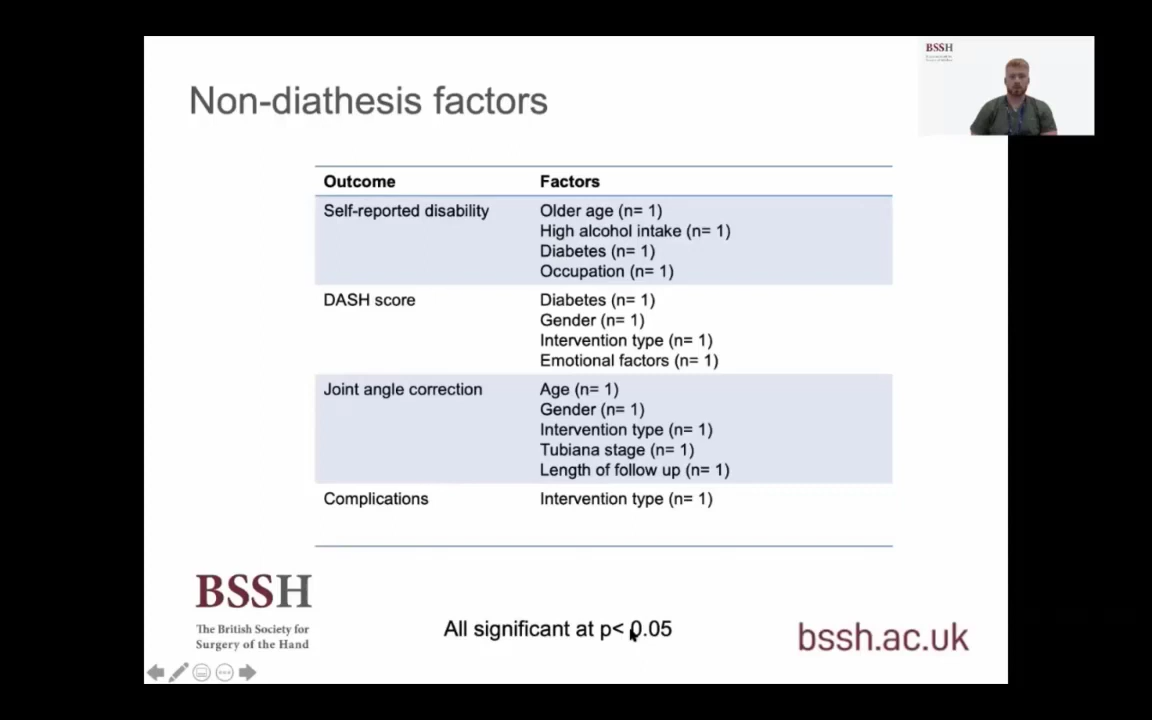 Non-diathesis factors
BSSH
Outcome Factors
Self-reported disability Older age (n= 1)
High alcohol intake (n= 1)
Diabetes (n= 1)
Occupation (n= 1)
DASH score Diabetes (n= 1)
Gender (n= 1)
Intervention type (n= 1)
Emotional factors (n= 1)
Joint angle correction Age (n= 1)
Gender (n= 1)
Intervention type (n= 1)
Tubiana stage (n= 1)
Length of follow up (n= 1)
Complications Intervention type (n= 1)
BSSH
The British Society for
Surgery of the Hand
All significant at p< 0.05
bssh.ac.uk